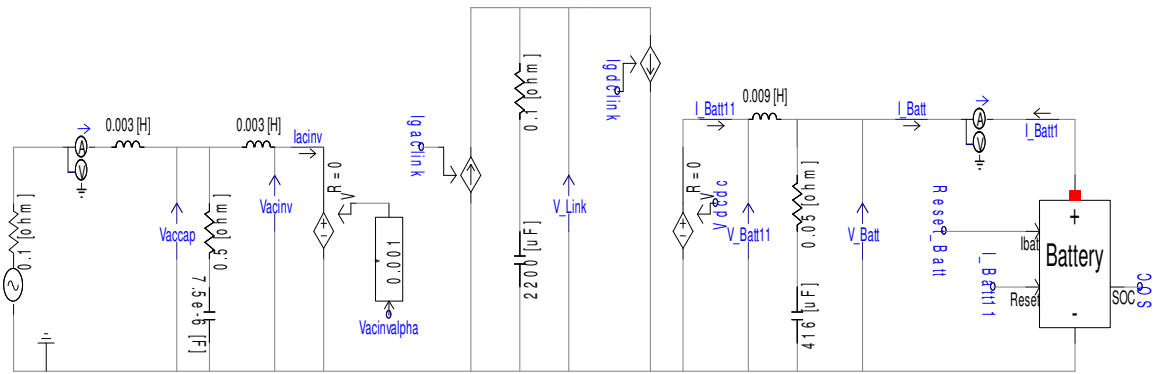 0.1 [ohm]
A
V
0.003 [H]
0.003 [H]
Iacinv
Vaccap
0.5 [ohm]
7.5e-6 [F]
Vacinv
R = 0
V
+
-
0.001
Vacinvalpha
Igaclink
0.1 [ohm]
2200 [uF]
V_Link
Igdclink
I_Batt11
0.009 [H]
R = 0
Vdcdc
+
-
V_Batt11
0.05 [ohm]
416 [uF]
V_Batt
I_Batt
A
V
I_Batt1
Reset_Batt
I_Batt11
+
Ibat
Battery
Reset
SOC
-
SOC